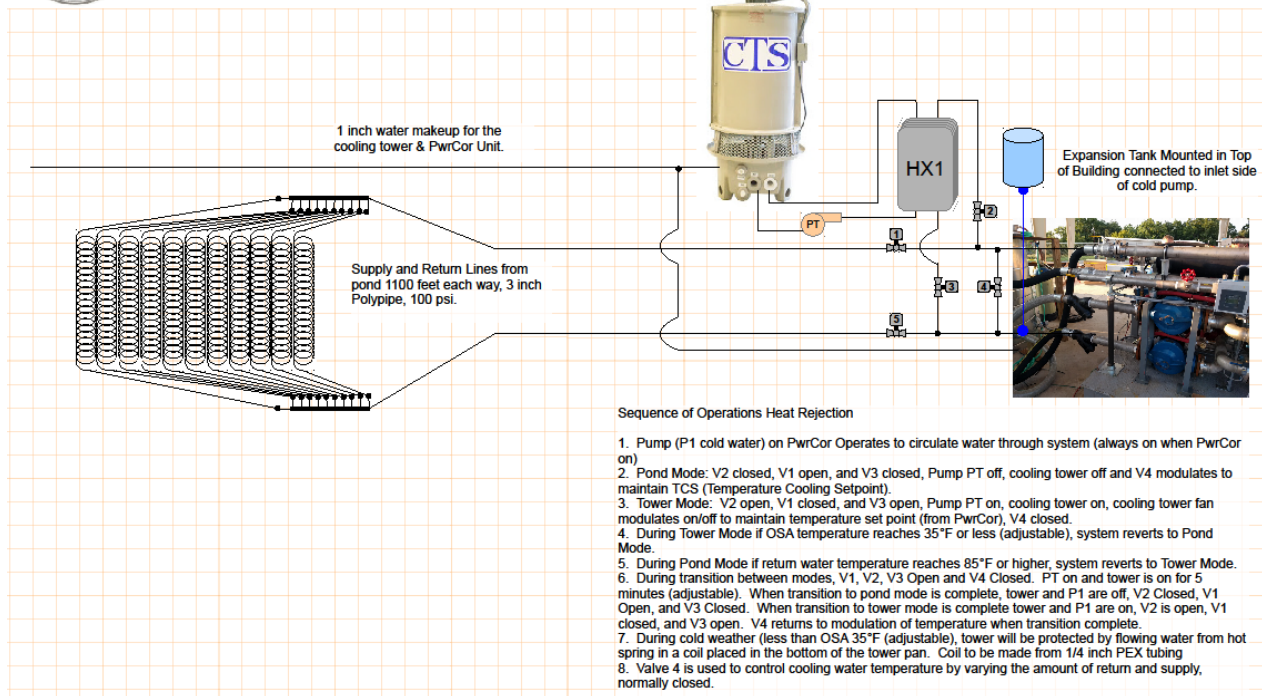 CTS
1 inch water makeup for the
cooling tower & PwrCor Unit.
HX1
Expansion Tank Mounted in Top
of Building connected to inlet side
of cold pump.
2
PT
1
Supply and Return Lines from
pond 1100 feet each way, 3 inch
Polypipe, 100 psi.
3
4
5
Sequence of Operations Heat Rejection
1. Pump (P1 cold water) on PwrCor Operates to circulate water through system (always on when PwrCor
on)
2. Pond Mode: V2 closed, V1 open, and V3 closed, Pump PT off, cooling tower off and V4 modulates to
maintain TCS (Temperature Cooling Setpoint).
3. Tower Mode: V2 open, V1 closed, and V3 open, Pump PT on, cooling tower on, cooling tower fan
modulates on/off to maintain temperature set point (from PwrCor), V4 closed.
4. During Tower Mode if OSA temperature reaches 35°F or less (adjustable), system reverts to Pond
Mode.
5. During Pond Mode if return water temperature reaches 85°F or higher, system reverts to Tower Mode.
6. During transition between modes, V1, V2, V3 Open and V4 Closed. PT on and tower is on for 5
minutes (adjustable). When transition to pond mode is complete, tower and P1 are off, V2 Closed, V1
Open, and V3 Closed. When transition to tower mode is complete tower and P1 are on, V2 is open, V1
closed, and V3 open. V4 returns to modulation of temperature when transition complete.
7. During cold weather (less than OSA 35°F (adjustable), tower will be protected by flowing water from hot
spring in a coil placed in the bottom of the tower pan. Coil to be made from 1/4 inch PEX tubing
8. Valve 4 is used to control cooling water temperature by varying the amount of return and supply,
normally closed.